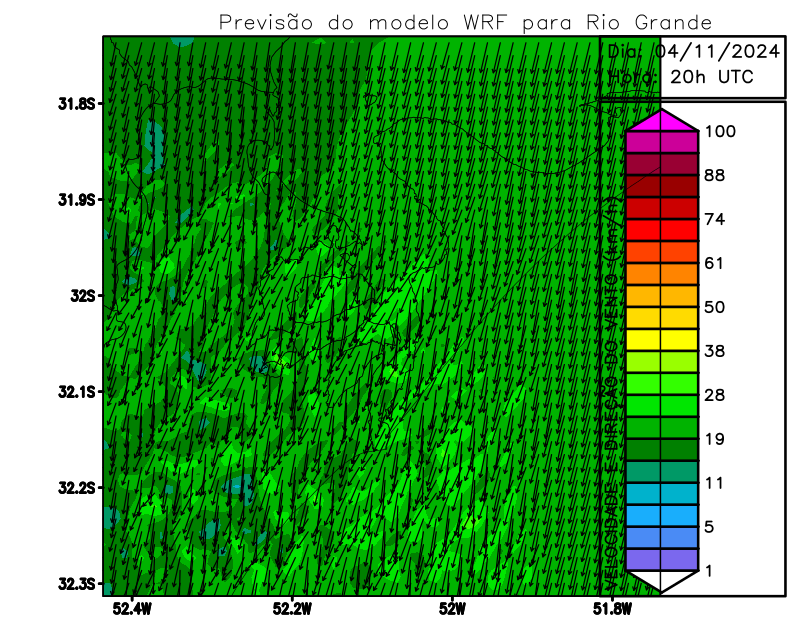 Previsão do modelo WRF para Rio Grande
Dia: 04/11/2024
Hora: 20h UTC
31.8S
31.9S
32S
32.1S
32.2S
32.3S
52.4W
52.2W
52W
51.8W
VELOCIDADE E DIREÇÃO DO VENTO (km/h)
100
88
74
61
50
38
28
19
11
5
1